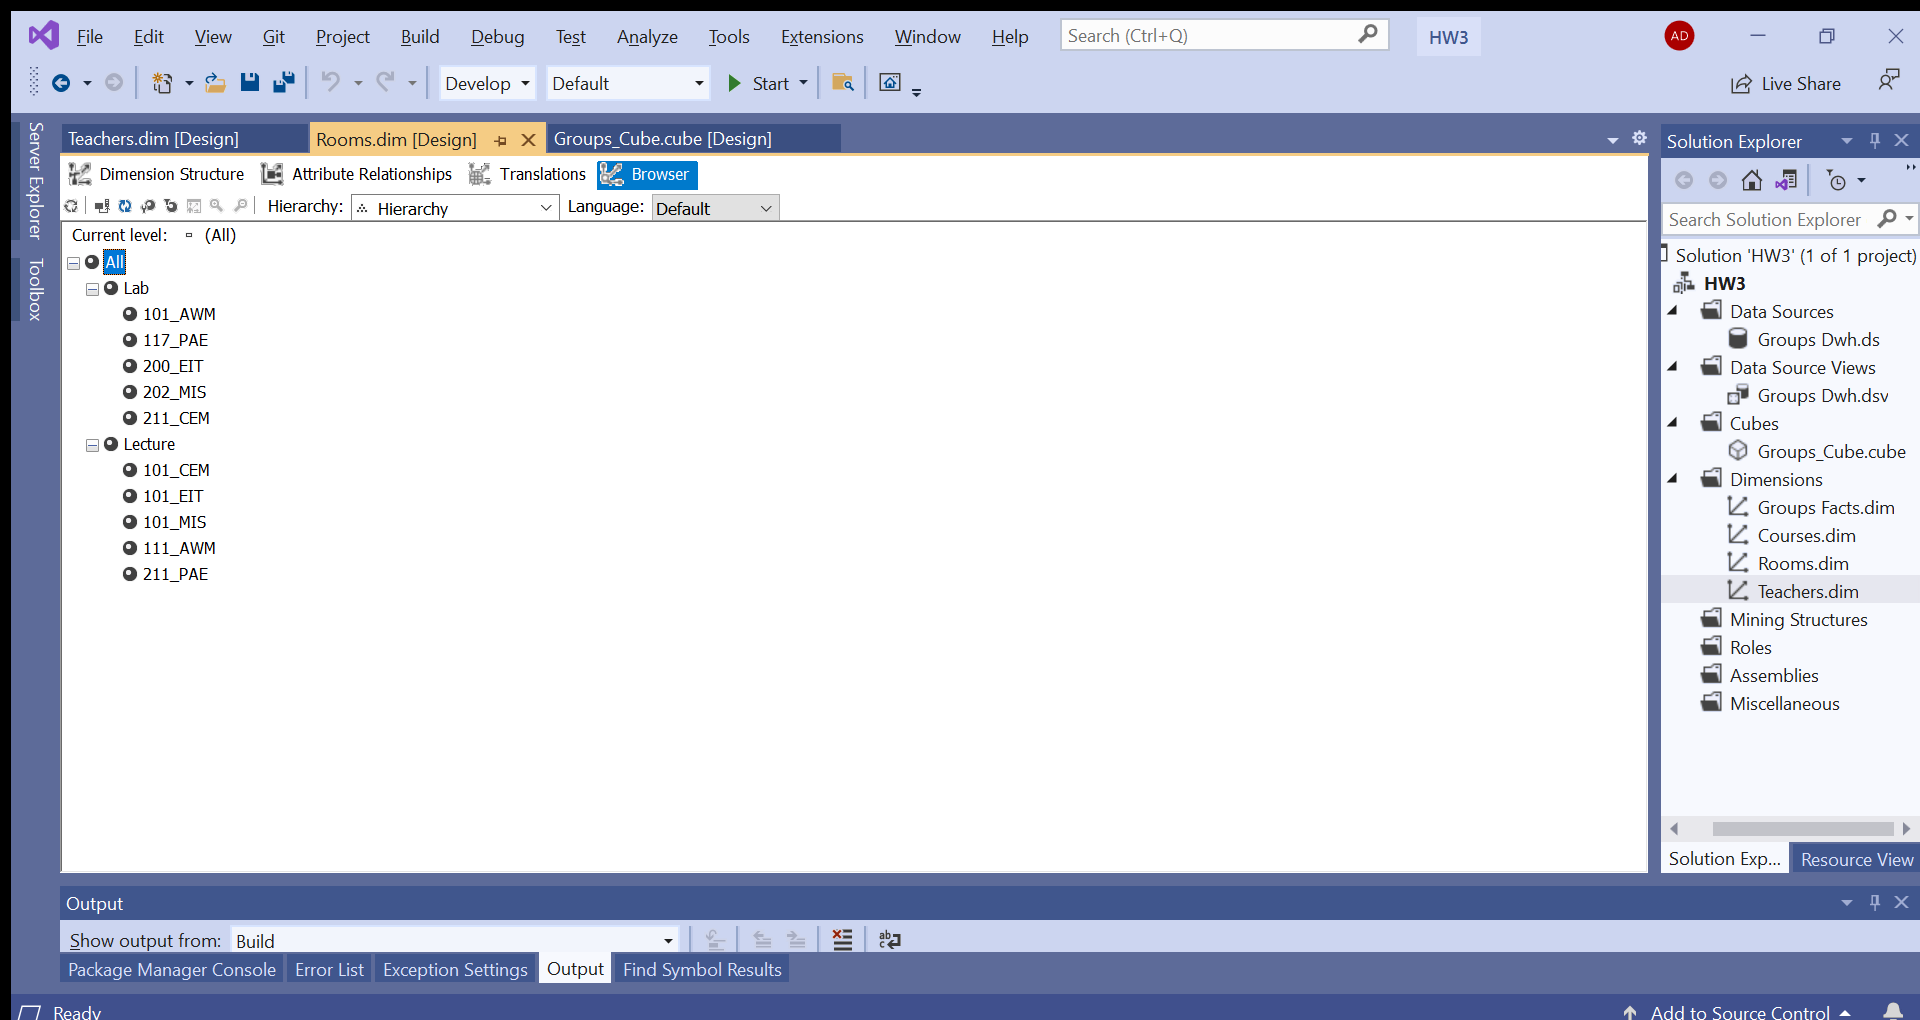 File Edit View Git Project Build Debug Test Analyze Tools Extensions Window Help Search (Ctrl+Q) HW3 AD
Develop Default Start Live Share
Server Explorer
Toolbox
Teachers.dim [Design] Rooms.dim [Design] Groups_Cube.cube [Design]
Dimension Structure Attribute Relationships Translations Browser
Hierarchy: Hierarchy Language: Default
Current level: (All)
All
Lab
101_AWM
117_PAE
200_EIT
202_MIS
211_CEM
Lecture
101_CEM
101_EIT
101_MIS
111_AWM
211_PAE
Solution Explorer
Search Solution Explorer
Solution 'HW3' (1 of 1 project)
HW3
Data Sources
Groups Dwh.ds
Data Source Views
Groups Dwh.dsv
Cubes
Groups_Cube.cube
Dimensions
Groups Facts.dim
Courses.dim
Rooms.dim
Teachers.dim
Mining Structures
Roles
Assemblies
Miscellaneous
Solution Exp... Resource View
Output
Show output from: Build
Package Manager Console Error List Exception Settings Output Find Symbol Results
Ready Add to Source Control